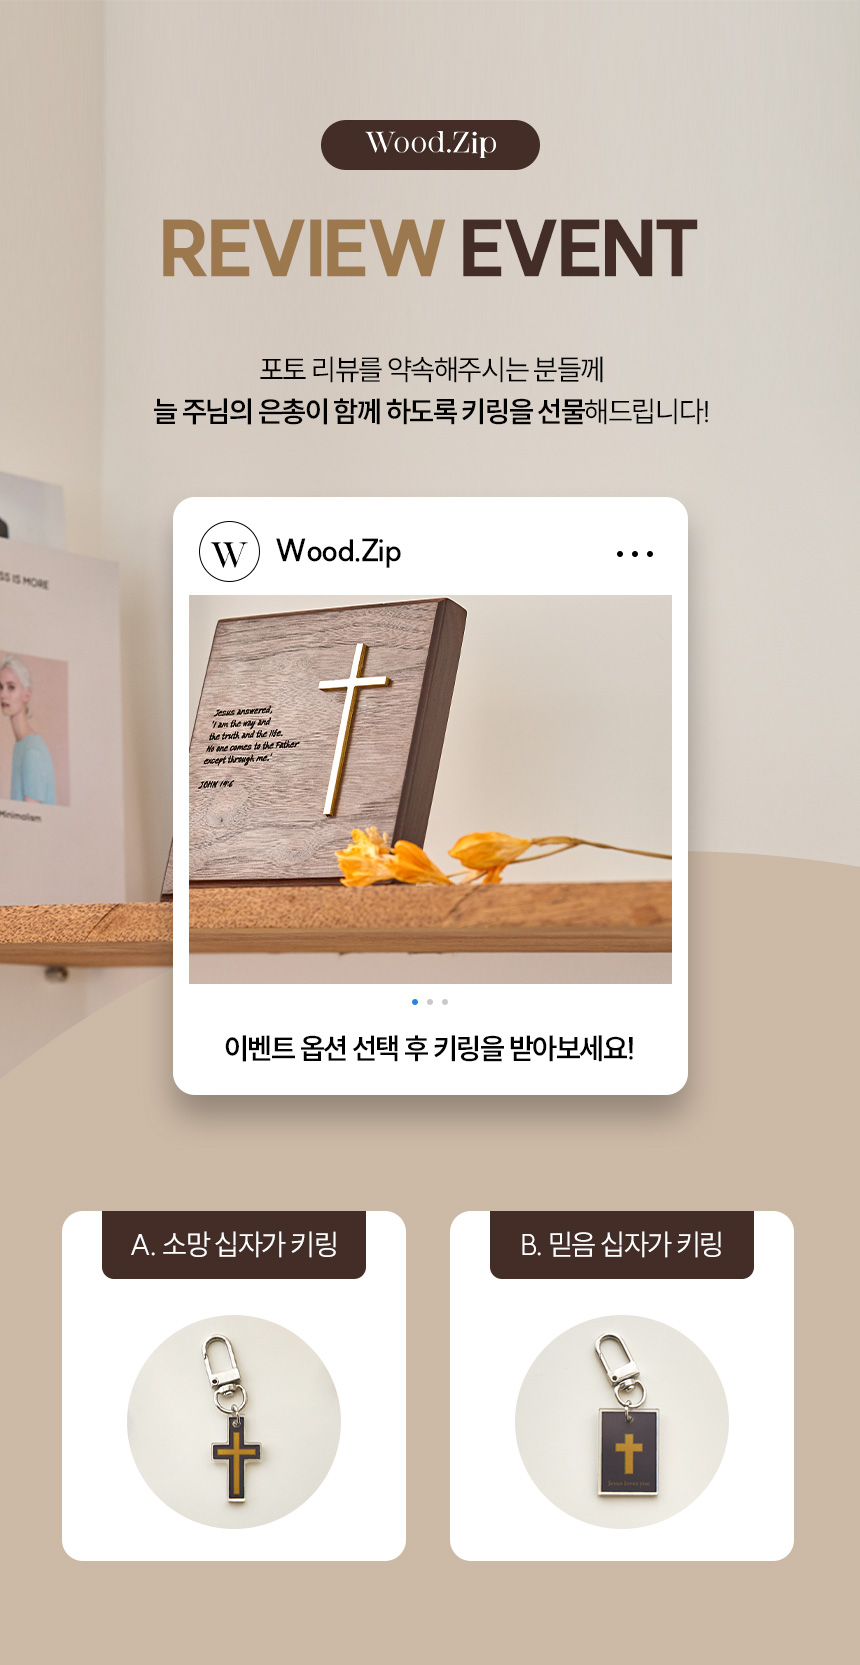 Wood.Zip
REVIEW EVENT
포토 리뷰를 약속해주시는 분들께
늘 주님의 은총이 함께 하도록 키링을 선물해드립니다!
SS IS MORE
Minimalism
W
Wood.Zip
Jesus answered,
'I am the way and
the truth and the life.
No one comes to the Father
except through me.'
JOHN 14:6
이벤트 옵션 선택 후 키링을 받아보세요!
A. 소망 십자가 키링
B. 믿음 십자가 키링
Jesus loves you